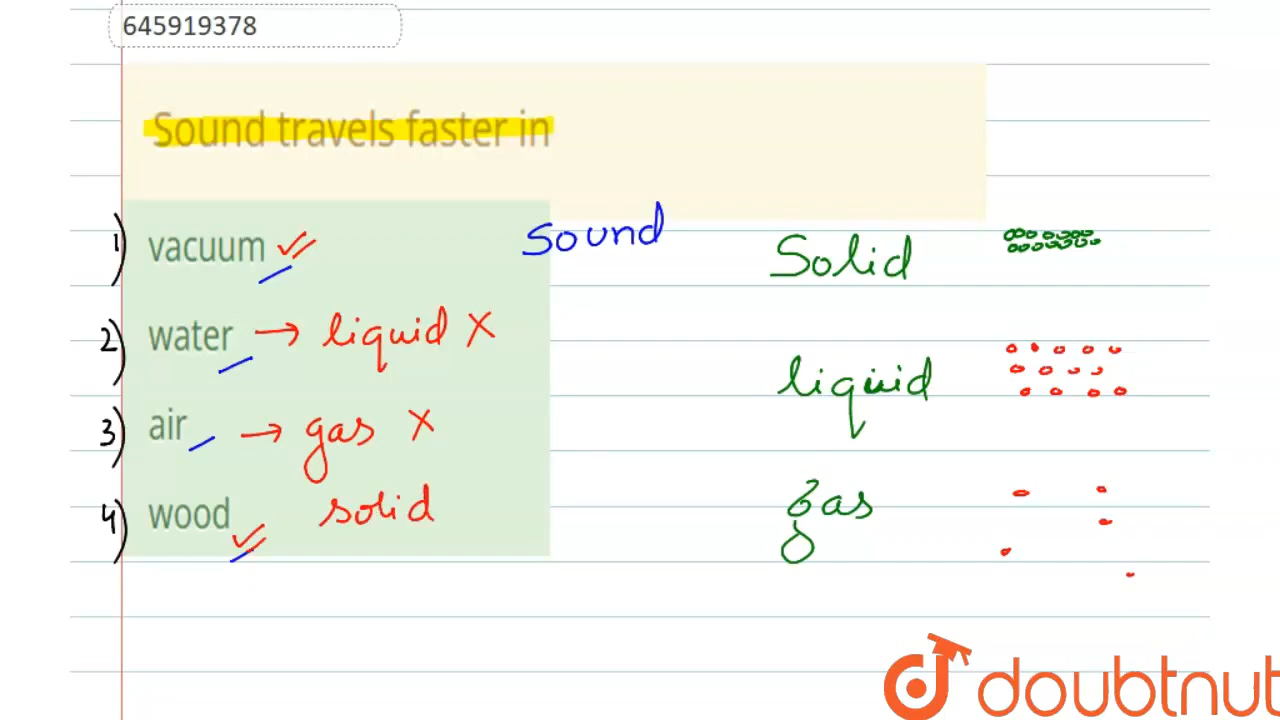 645919378
Sound travels faster in
1) vacuum
2) water → liquid X
3) air → gas X
4) wood solid
Sound
Solid
liquid
gas
doubtnut